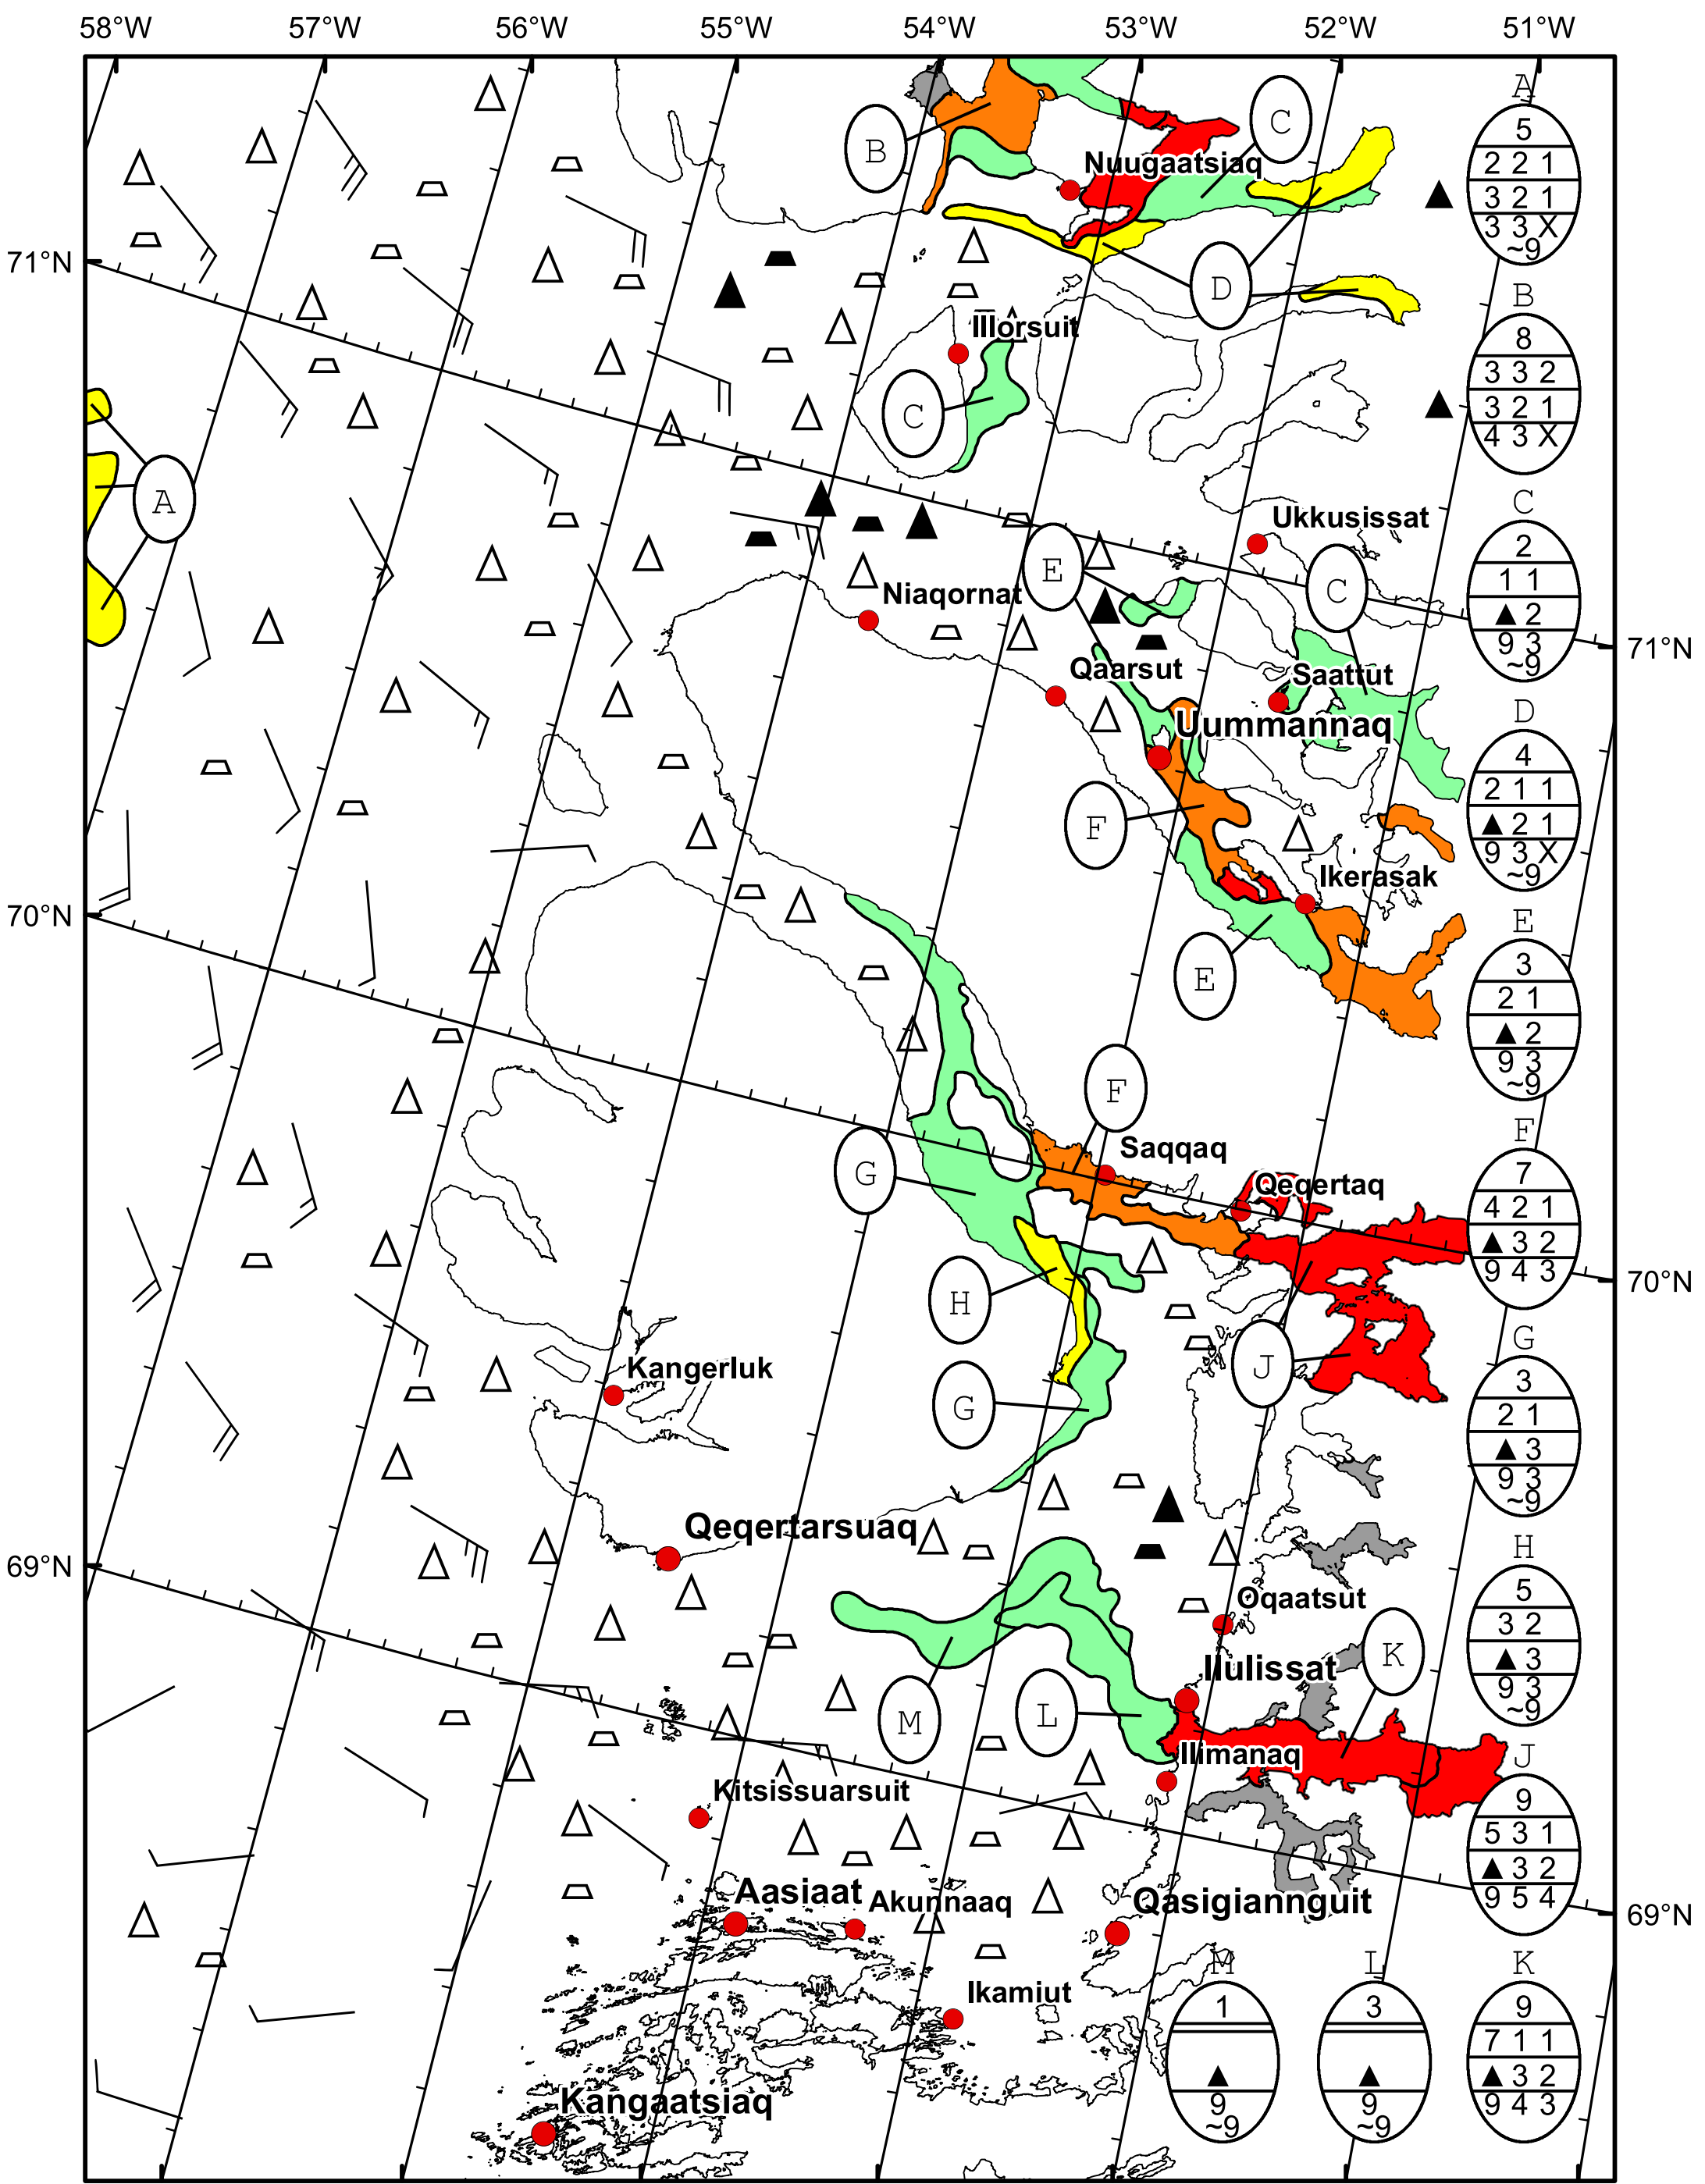 58°W 57°W 56°W 55°W 54°W 53°W 52°W 51°W
A
5
2 2 1
3 2 1
3 3 X
~9
C
B
Nuugaatsiaq
71°N
D
B
8
3 3 2
3 2 1
4 3 X
Illorsuit
C
A
C
2
1 1
▲ 2
9 3
~9
Ukkusissat
E
C
Niaqornat
71°N
Qaarsut
Saattut
Uummannaq
D
4
2 1 1
▲ 2 1
9 3 X
~9
F
Ikerasak
70°N
E
E
3
2 1
▲ 2
9 3
~9
F
Saqqaq
G
Qeqertaq
F
7
4 2 1
▲ 3 2
9 4 3
70°N
H
J
Kangerluk
G
G
3
2 1
▲ 3
9 3
~9
Qeqertarsuaq
69°N
H
5
3 2
▲ 3
9 3
~9
Oqaatsut
K
Ilulissat
M
L
Ilimanaq
Kitsissuarsuit
J
9
5 3 1
▲ 3 2
9 5 4
Aasiaat
Akunnaaq
Qasigiannguit
69°N
Ikamiut
M
1
▲
9
~9
L
3
▲
9
~9
K
9
7 1 1
▲ 3 2
9 4 3
Kangaatsiaq